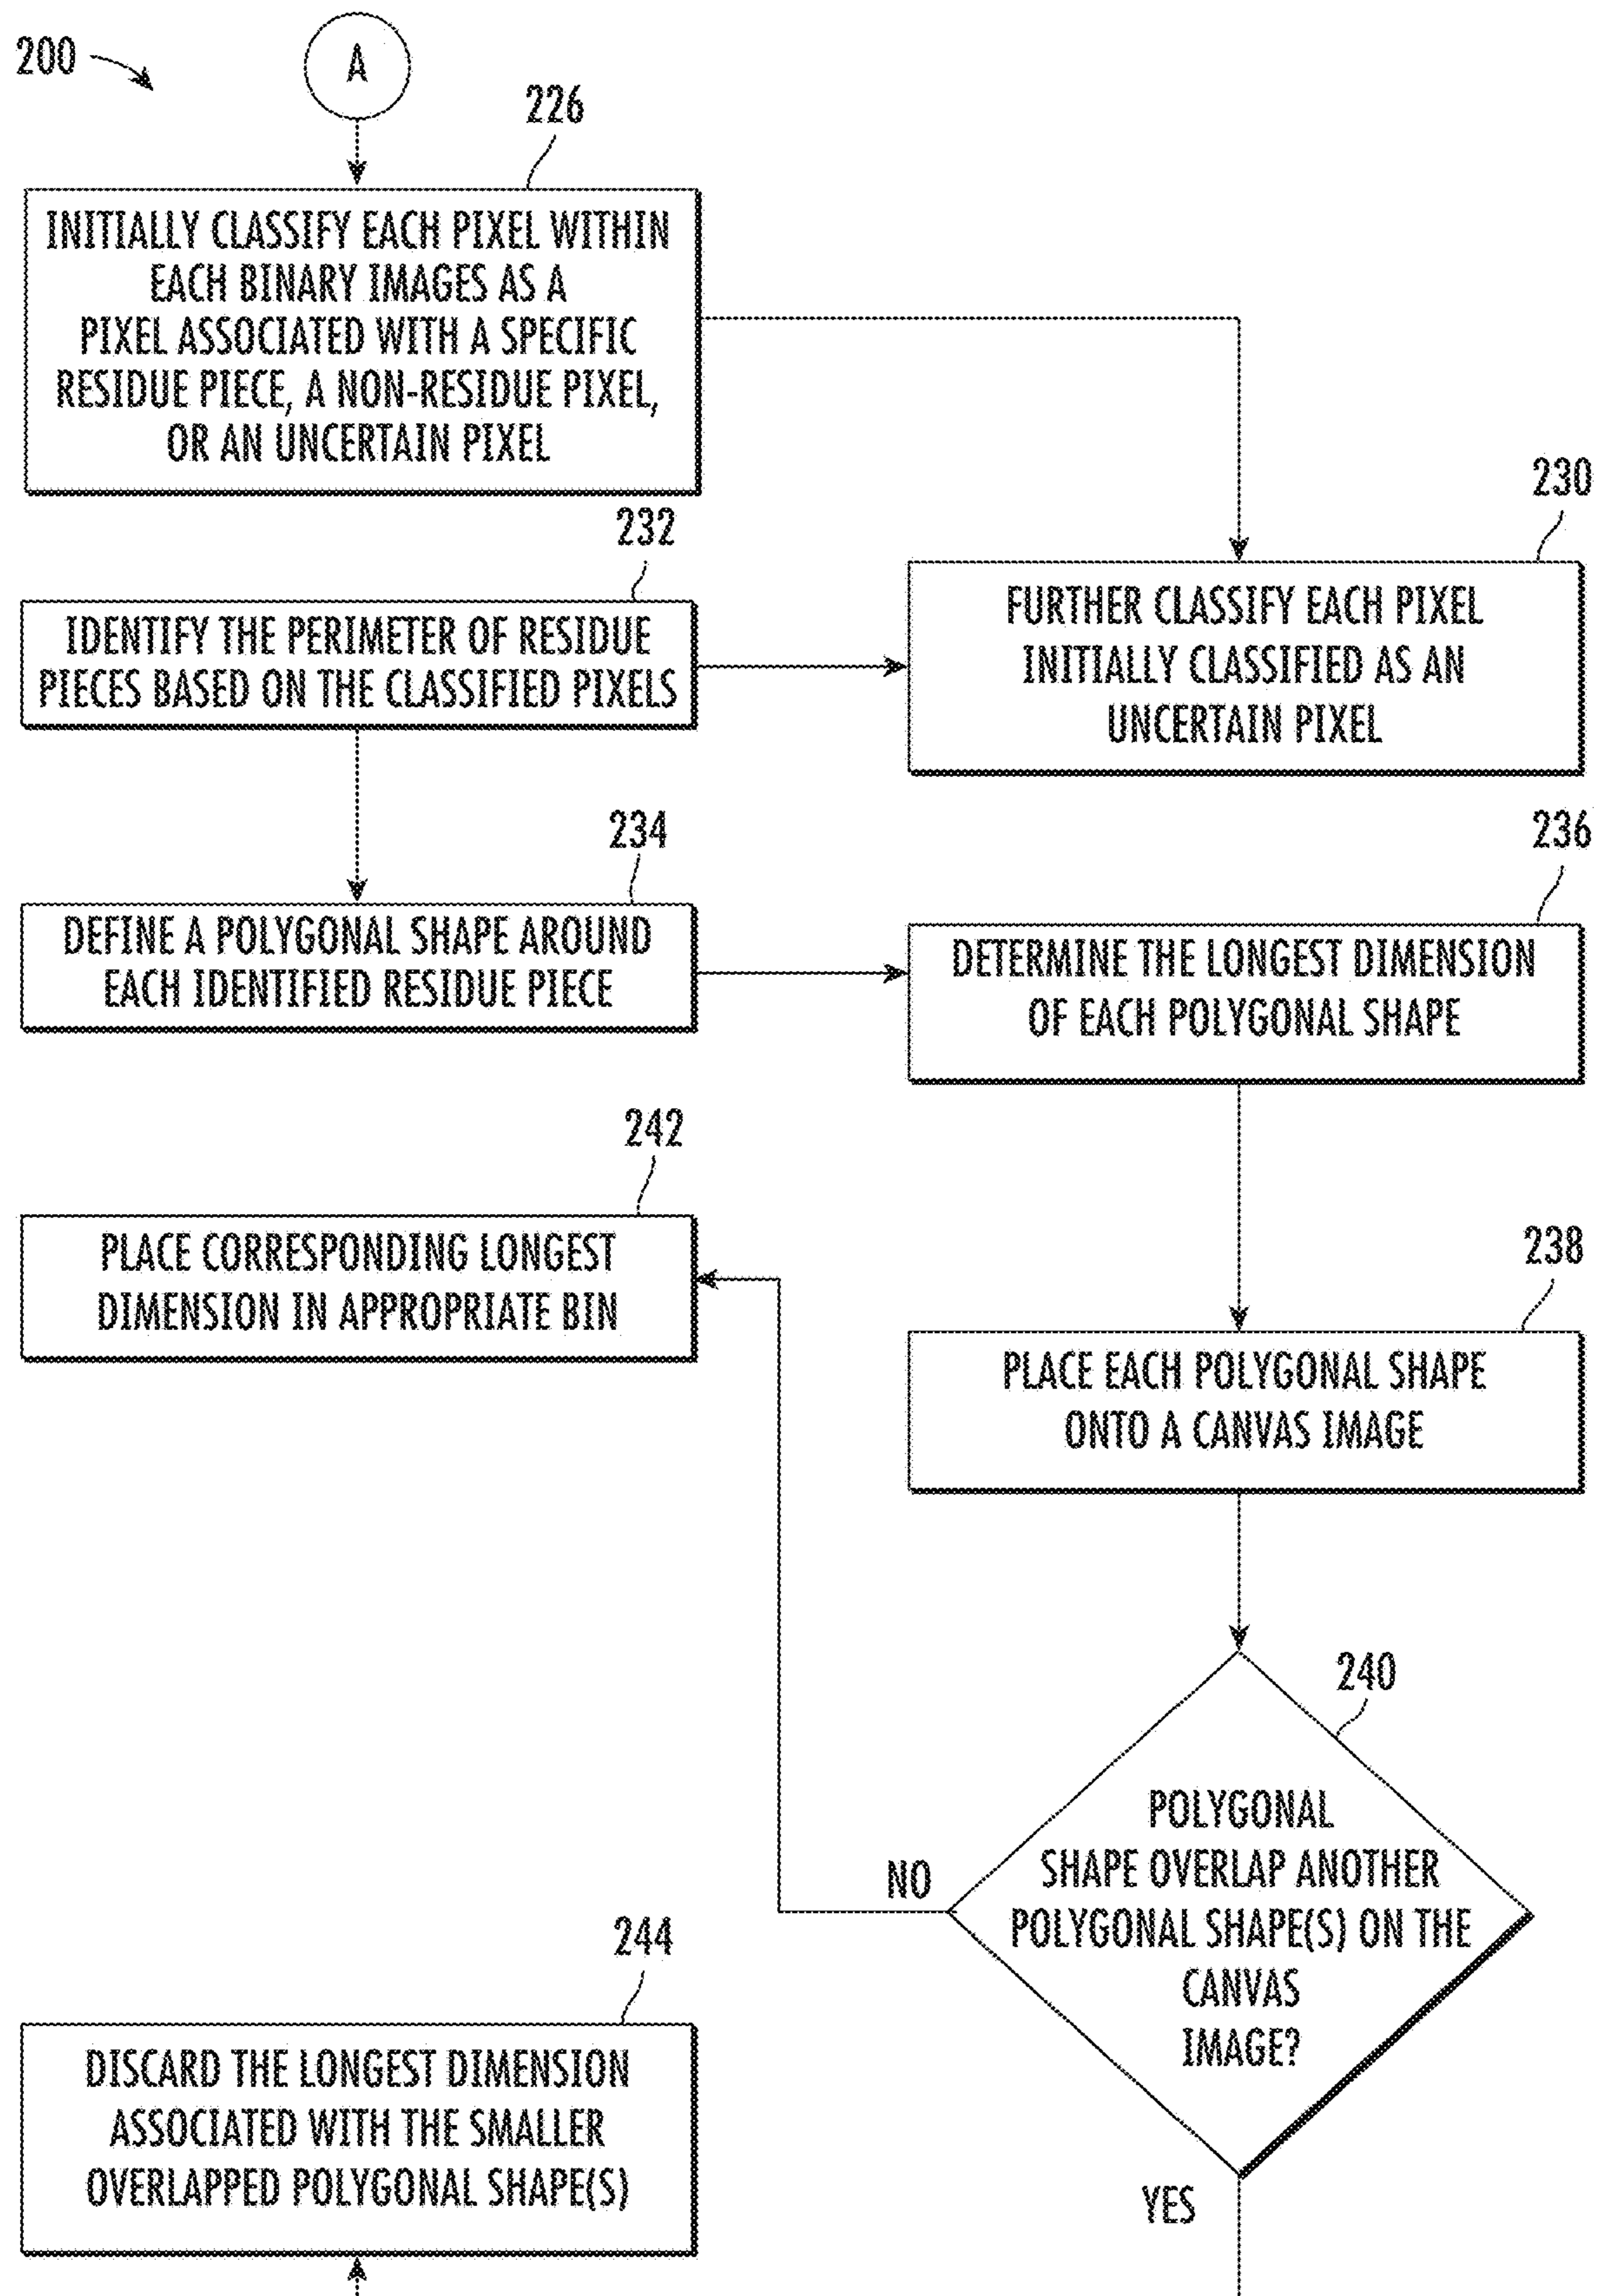 200
A
226
INITIALLY CLASSIFY EACH PIXEL WITHIN
EACH BINARY IMAGES AS A
PIXEL ASSOCIATED WITH A SPECIFIC
RESIDUE PIECE, A NON-RESIDUE PIXEL,
OR AN UNCERTAIN PIXEL
230
FURTHER CLASSIFY EACH PIXEL
INITIALLY CLASSIFIED AS AN
UNCERTAIN PIXEL
232
IDENTIFY THE PERIMETER OF RESIDUE
PIECES BASED ON THE CLASSIFIED PIXELS
234
DEFINE A POLYGONAL SHAPE AROUND
EACH IDENTIFIED RESIDUE PIECE
236
DETERMINE THE LONGEST DIMENSION
OF EACH POLYGONAL SHAPE
242
PLACE CORRESPONDING LONGEST
DIMENSION IN APPROPRIATE BIN
238
PLACE EACH POLYGONAL SHAPE
ONTO A CANVAS IMAGE
240
POLYGONAL
SHAPE OVERLAP ANOTHER
POLYGONAL SHAPE(S) ON THE
CANVAS
IMAGE?
NO
YES
244
DISCARD THE LONGEST DIMENSION
ASSOCIATED WITH THE SMALLER
OVERLAPPED POLYGONAL SHAPE(S)